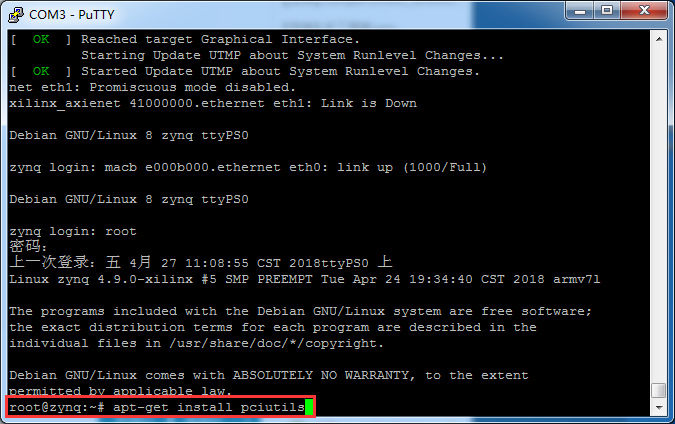 COM3 - PuTTY
[  OK  ] Reached target Graphical Interface.
         Starting Update UTMP about System Runlevel Changes...
[  OK  ] Started Update UTMP about System Runlevel Changes.
net eth1: Promiscuous mode disabled.
xilinx_axienet 41000000.ethernet eth1: Link is Down
Debian GNU/Linux 8 zynq ttyPS0
zynq login: macb e000b000.ethernet eth0: link up (1000/Full)
Debian GNU/Linux 8 zynq ttyPS0
zynq login: root
密码：
上一次登录：五 4月 27 11:08:55 CST 2018ttyPS0 上
Linux zynq 4.9.0-xilinx #5 SMP PREEMPT Tue Apr 24 19:34:40 CST 2018 armv7l
The programs included with the Debian GNU/Linux system are free software;
the exact distribution terms for each program are described in the
individual files in /usr/share/doc/*/copyright.
Debian GNU/Linux comes with ABSOLUTELY NO WARRANTY, to the extent
permitted by applicable law.
root@zynq:~# apt-get install pciutils